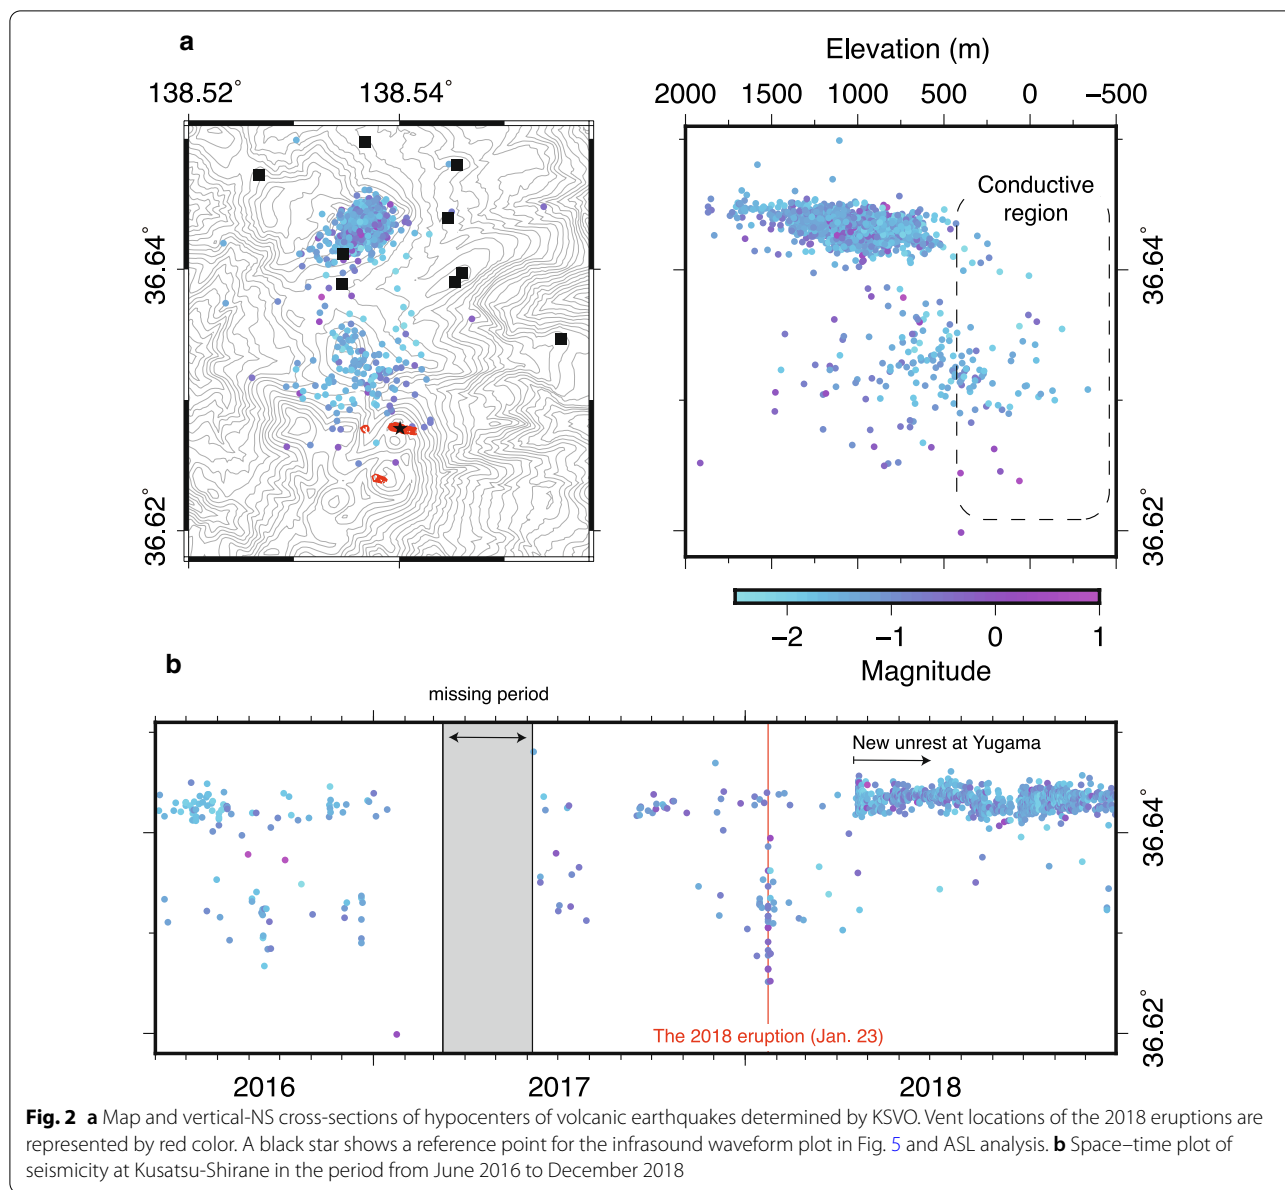 a
138.52°
138.54°
36.64°
36.62°
Elevation (m)
2000 1500 1000 500 0 −500
Conductive
region
36.64°
36.62°
−2 −1 0 1
Magnitude
b
missing period
New unrest at Yugama
36.64°
36.62°
The 2018 eruption (Jan. 23)
2016 2017 2018
Fig. 2 a Map and vertical-NS cross-sections of hypocenters of volcanic earthquakes determined by KSVO. Vent locations of the 2018 eruptions are
represented by red color. A black star shows a reference point for the infrasound waveform plot in Fig. 5 and ASL analysis. b Space–time plot of
seismicity at Kusatsu-Shirane in the period from June 2016 to December 2018